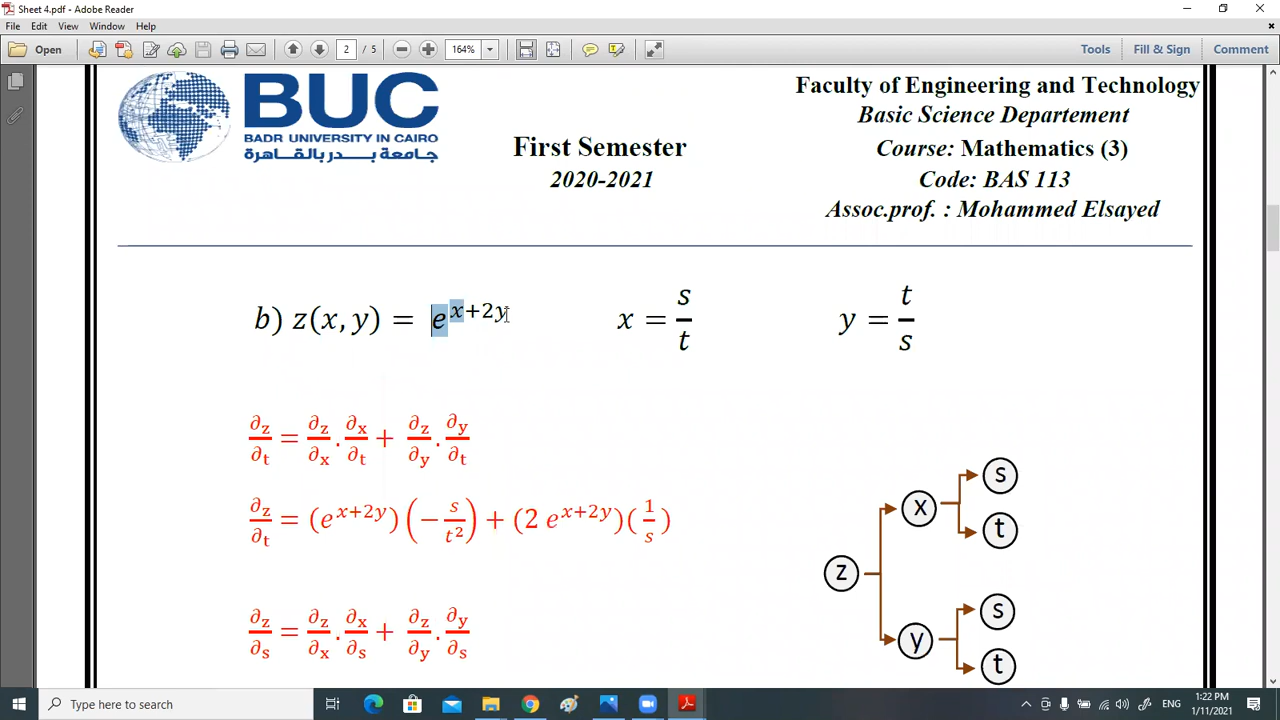 Sheet 4.pdf - Adobe Reader
File Edit View Window Help
Open 2 / 5 164% Tools Fill & Sign Comment
BUC
BADR UNIVERSITY IN CAIRO
جامعة بدر بالقاهرة
First Semester
2020-2021
Faculty of Engineering and Technology
Basic Science Departement
Course: Mathematics (3)
Code: BAS 113
Assoc.prof. : Mohammed Elsayed
b) z(x, y) = e^{x+2y} x = s/t y = t/s
∂z/∂t = ∂z/∂x . ∂x/∂t + ∂z/∂y . ∂y/∂t
∂z/∂t = (e^{x+2y}) (− s/t²) + (2 e^{x+2y})(1/s)
∂z/∂s = ∂z/∂x . ∂x/∂s + ∂z/∂y . ∂y/∂s
s
x
t
z
s
y
t
Type here to search
ENG
1:22 PM
1/11/2021